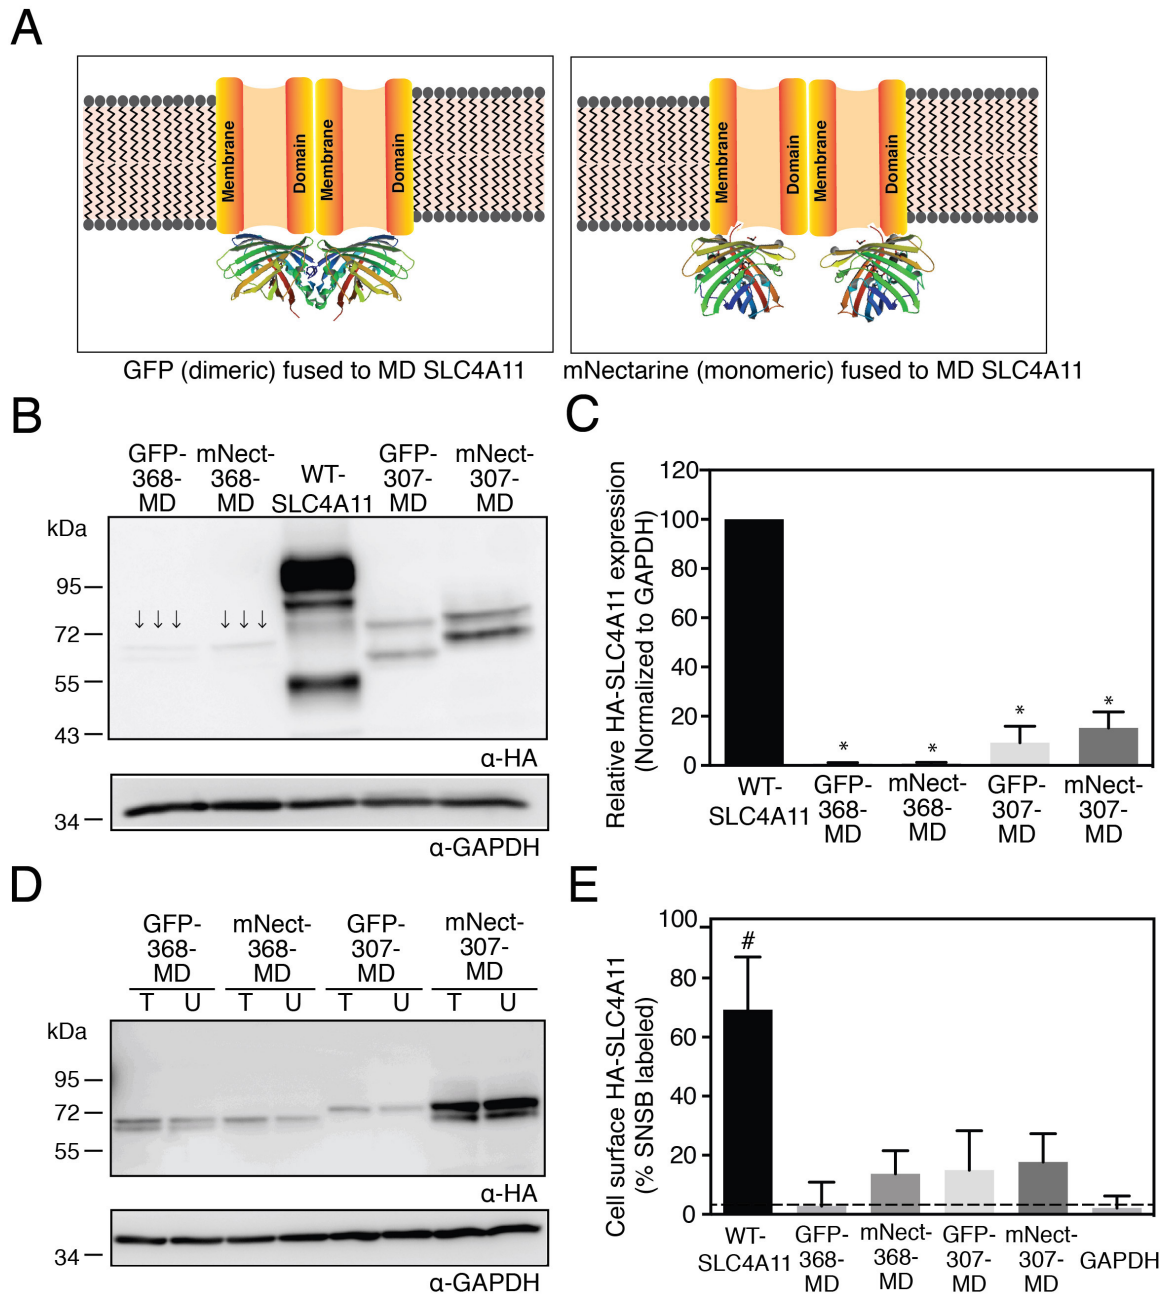 A
Membrane
Domain
Membrane
Domain
Membrane
Domain
Membrane
Domain
GFP (dimeric) fused to MD SLC4A11
mNectarine (monomeric) fused to MD SLC4A11
B
GFP-
368-
MD
mNect-
368-
MD
WT-
SLC4A11
GFP-
307-
MD
mNect-
307-
MD
kDa
95
72
55
43
α-HA
34
α-GAPDH
C
Relative HA-SLC4A11 expression
(Normalized to GAPDH)
120
100
80
60
40
20
0
*
*
*
*
WT-
SLC4A11
GFP-
368-
MD
mNect-
368-
MD
GFP-
307-
MD
mNect-
307-
MD
D
GFP-
368-
MD
mNect-
368-
MD
GFP-
307-
MD
mNect-
307-
MD
T U T U T U T U
kDa
95
72
55
α-HA
34
α-GAPDH
E
Cell surface HA-SLC4A11
(% SNSB labeled)
100
80
60
40
20
0
#
WT-
SLC4A11
GFP-
368-
MD
mNect-
368-
MD
GFP-
307-
MD
mNect-
307-
MD
GAPDH